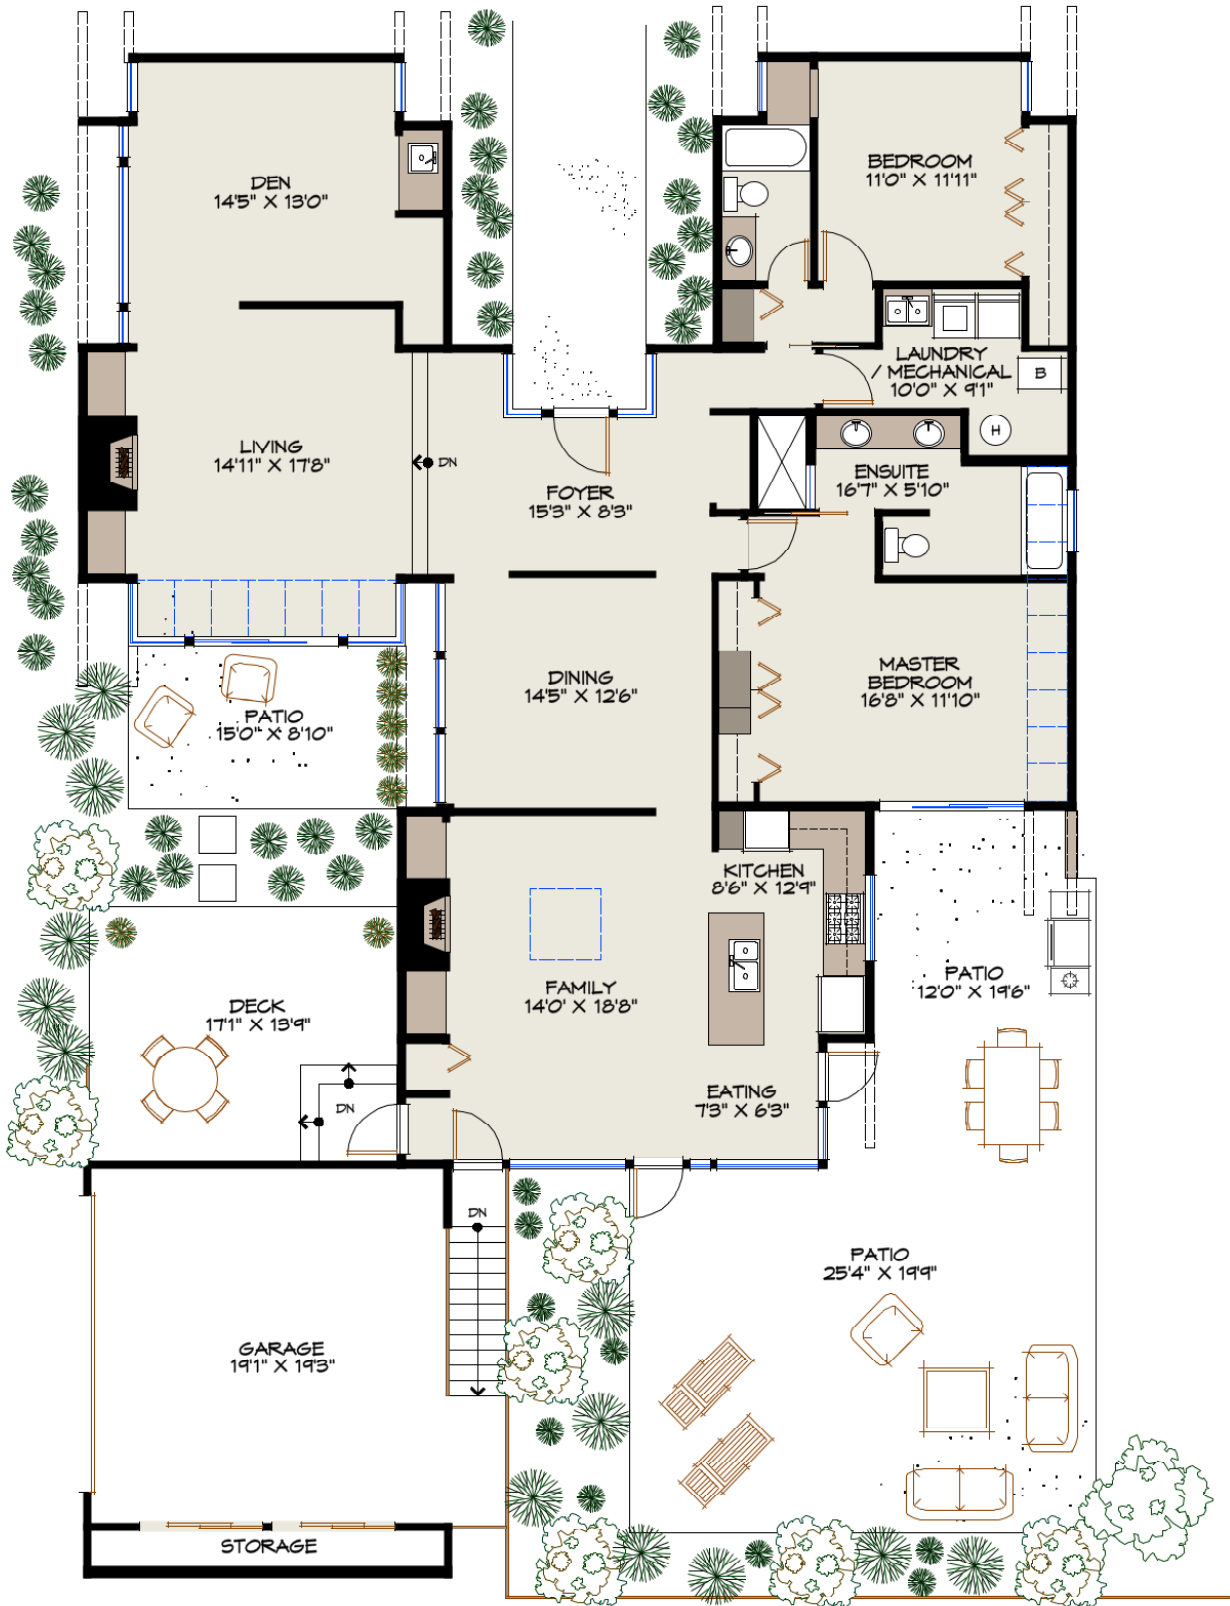 DEN
14'5" X 13'0"
BEDROOM
11'0" X 11'11"
LAUNDRY
/ MECHANICAL
10'0" X 9'1"
B
H
LIVING
14'11" X 17'8"
DN
FOYER
15'3" X 8'3"
ENSUITE
16'7" X 5'10"
DINING
14'5" X 12'6"
MASTER
BEDROOM
16'8" X 11'10"
PATIO
15'0" X 8'10"
KITCHEN
8'6" X 12'9"
FAMILY
14'0' X 18'8"
PATIO
12'0" X 19'6"
DECK
17'1" X 13'9"
DN
EATING
7'3" X 6'3"
DN
PATIO
25'4" X 19'9"
GARAGE
19'1" X 19'3"
STORAGE